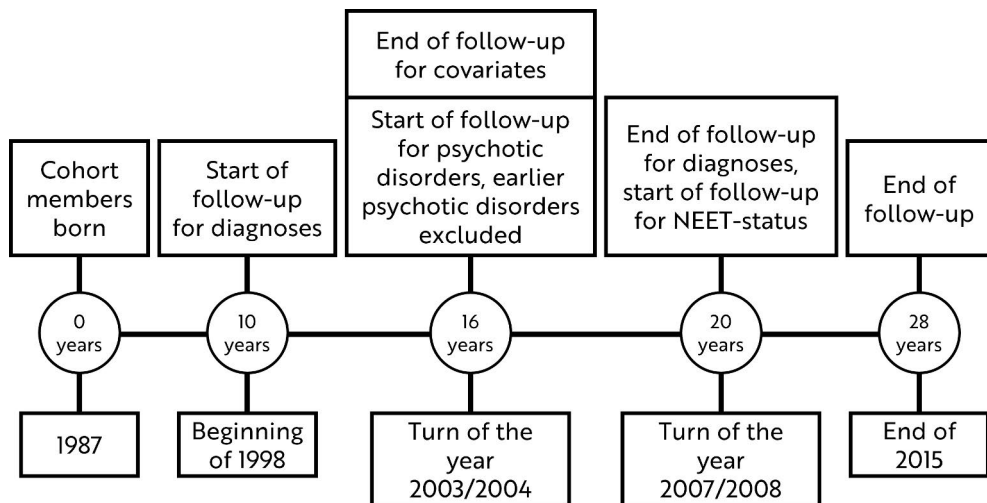 End of follow-up
for covariates
Start of follow-up
for psychotic
disorders, earlier
psychotic disorders
excluded
Cohort
members
born
Start of
follow-up
for diagnoses
End of follow-up
for diagnoses,
start of follow-up
for NEET-status
End of
follow-up
0
years
10
years
16
years
20
years
28
years
1987
Beginning
of 1998
Turn of the
year
2003/2004
Turn of the
year
2007/2008
End of
2015